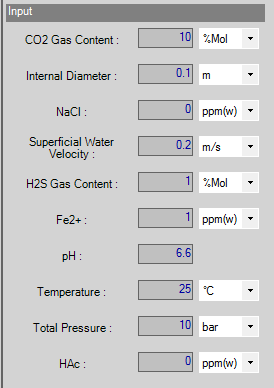 Input
CO2 Gas Content : 10 %Mol
Internal Diameter : 0.1 m
NaCl : 0 ppm(w)
Superficial Water
Velocity : 0.2 m/s
H2S Gas Content : 1 %Mol
Fe2+ : 1 ppm(w)
pH : 6.6
Temperature : 25 °C
Total Pressure : 10 bar
HAc : 0 ppm(w)